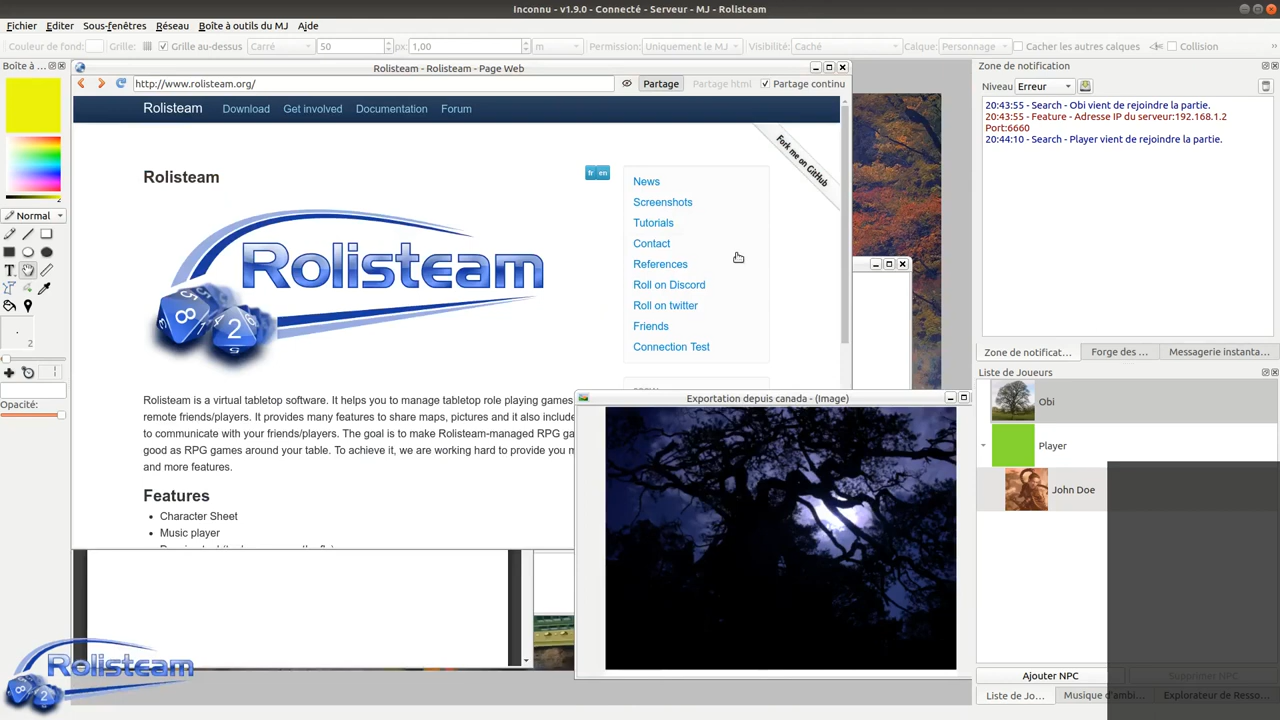 Inconnu - v1.9.0 - Connecté - Serveur - MJ - Rolisteam
Fichier Editer Sous-fenêtres Réseau Boîte à outils du MJ Aide
Couleur de fond: Grille: Grille au-dessus Carré 50 px: 1,00 m Permission: Uniquement le MJ Visibilité: Caché Calque: Personnage Cacher les autres calques Collision
Boîte à ...
Normal
2
Opacité:
Rolisteam - Rolisteam - Page Web
http://www.rolisteam.org/ Partage Partage html Partage continu
Rolisteam Download Get involved Documentation Forum
Fork me on GitHub
Rolisteam
fr en
Rolisteam
8
2
5
News
Screenshots
Tutorials
Contact
References
Roll on Discord
Roll on twitter
Friends
Connection Test
Rolisteam is a virtual tabletop software. It helps you to manage tabletop role playing games
remote friends/players. It provides many features to share maps, pictures and it also include
to communicate with your friends/players. The goal is to make Rolisteam-managed RPG ga
good as RPG games around your table. To achieve it, we are working hard to provide you m
and more features.
Features
Character Sheet
Music player
Exportation depuis canada - (Image)
Zone de notification
Niveau Erreur
20:43:55 - Search - Obi vient de rejoindre la partie.
20:43:55 - Feature - Adresse IP du serveur:192.168.1.2
Port:6660
20:44:10 - Search - Player vient de rejoindre la partie.
Zone de notificat... Forge des ... Messagerie instanta...
Liste de Joueurs
Obi
Player
John Doe
Ajouter NPC Supprimer NPC
Liste de Jo... Musique d'ambi... Explorateur de Resso...
Rolisteam
8
2